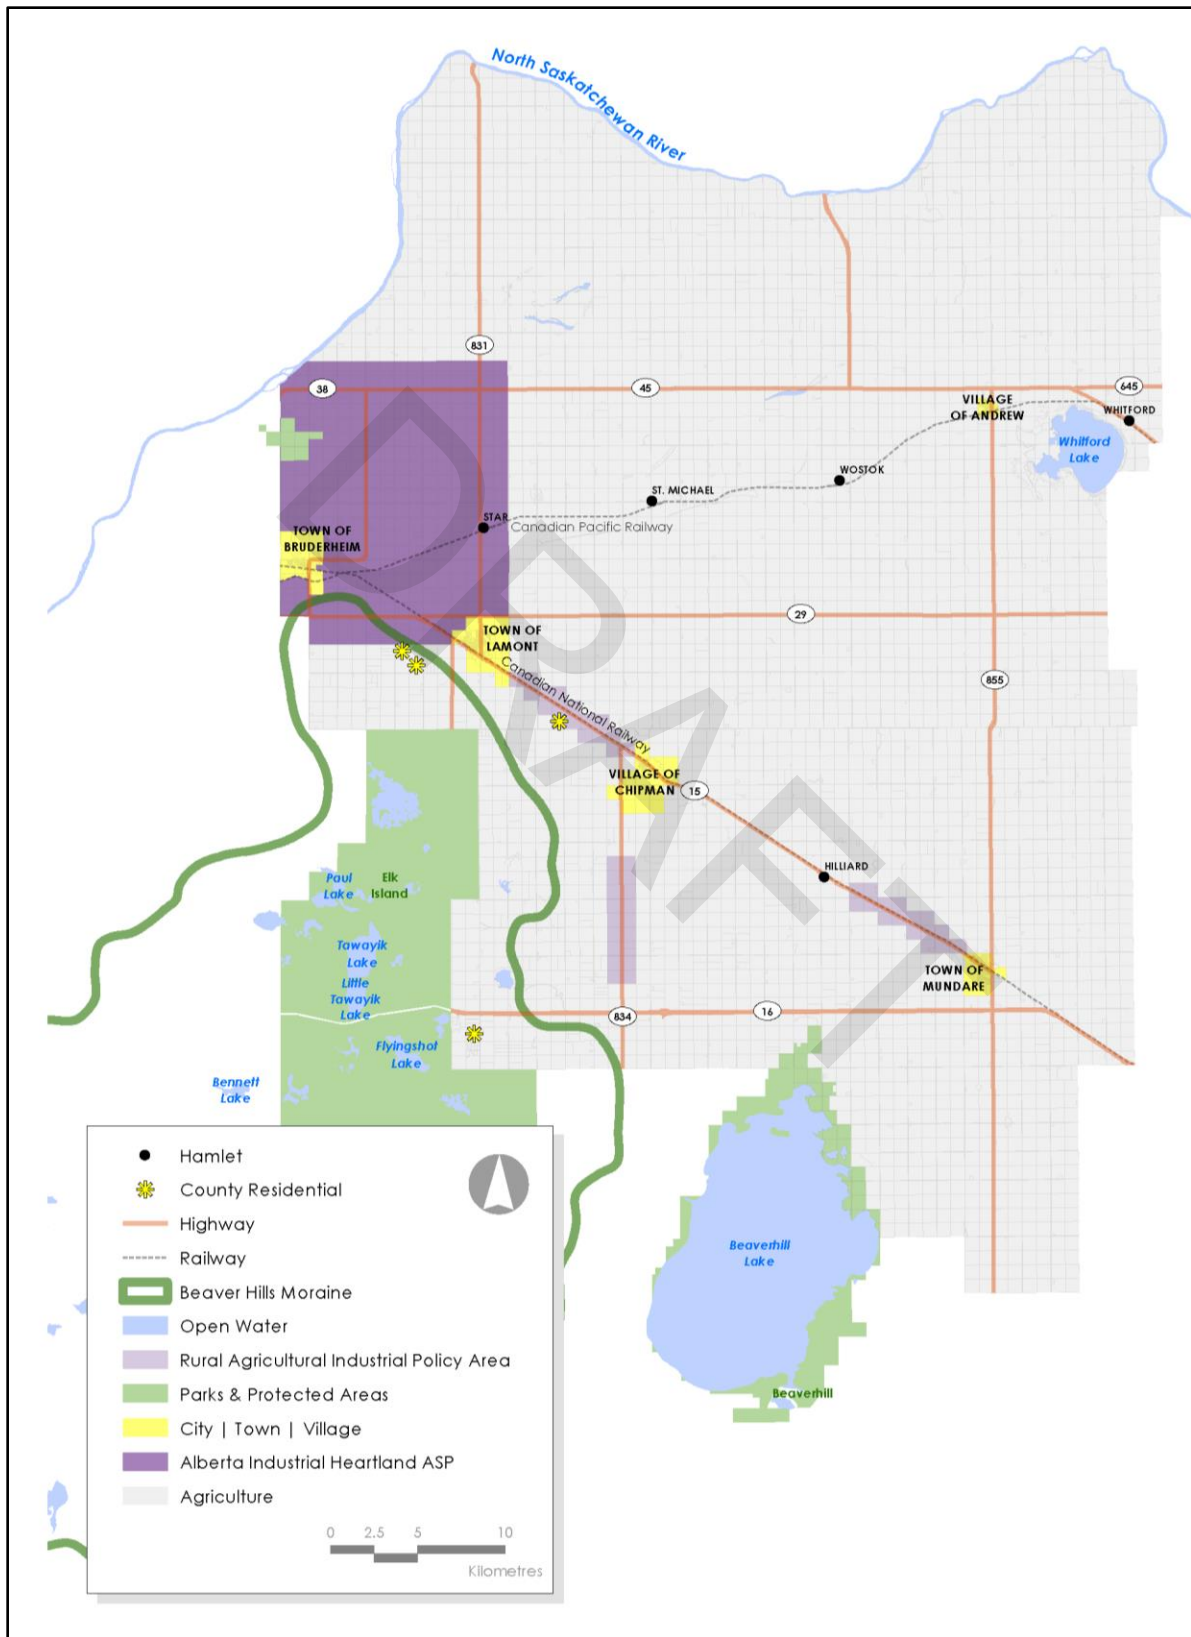 North Saskatchewan River
831
38
45
645
VILLAGE
OF ANDREW
WHITFORD
Whitford
Lake
WOSTOK
ST. MICHAEL
STAR
Canadian Pacific Railway
TOWN OF
BRUDERHEIM
29
TOWN OF
LAMONT
Canadian National Railway
855
VILLAGE OF
CHIPMAN
15
HILLIARD
Paul
Lake
Elk
Island
Tawayik
Lake
Little
Tawayik
Lake
TOWN OF
MUNDARE
834
16
Flyingshot
Lake
Bennett
Lake
DRAFT
Beaverhill
Lake
Beaverhill
Hamlet
County Residential
Highway
Railway
Beaver Hills Moraine
Open Water
Rural Agricultural Industrial Policy Area
Parks & Protected Areas
City | Town | Village
Alberta Industrial Heartland ASP
Agriculture
0 2.5 5 10
Kilometres